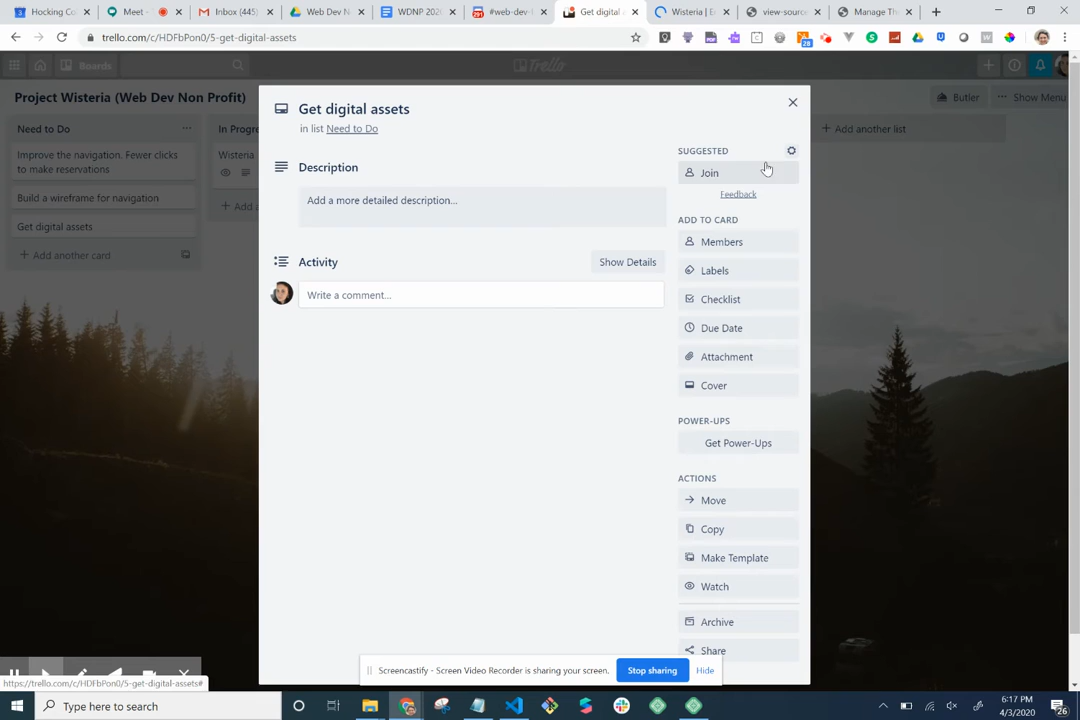 Hocking Co
Meet -
Inbox (445)
Web Dev N
WDNP 202
#web-dev-
Get digital a
Wisteria | E
view-source
Manage Th
trello.com/c/HDFbPon0/5-get-digital-assets
28
Boards
Trello
Project Wisteria (Web Dev Non Profit)
Butler
Show Menu
Need to Do
Improve the navigation. Fewer clicks
to make reservations
Build a wireframe for navigation
Get digital assets
+ Add another card
In Progre
Wisteria
+ Add a
+ Add another list
Get digital assets
in list Need to Do
Description
Add a more detailed description…
Activity
Show Details
Write a comment…
SUGGESTED
Join
Feedback
ADD TO CARD
Members
Labels
Checklist
Due Date
Attachment
Cover
POWER-UPS
Get Power-Ups
ACTIONS
Move
Copy
Make Template
Watch
Archive
Share
Screencastify - Screen Video Recorder is sharing your screen.
Stop sharing
Hide
https://trello.com/c/HDFbPon0/5-get-digital-assets#
Type here to search
6:17 PM
4/3/2020
26